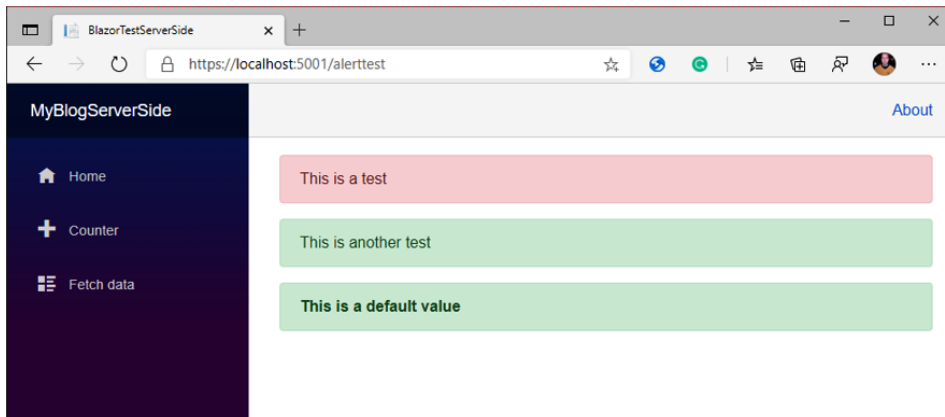 BlazorTestServerSide
https://localhost:5001/alerttest
MyBlogServerSide
About
Home
Counter
Fetch data
This is a test
This is another test
This is a default value